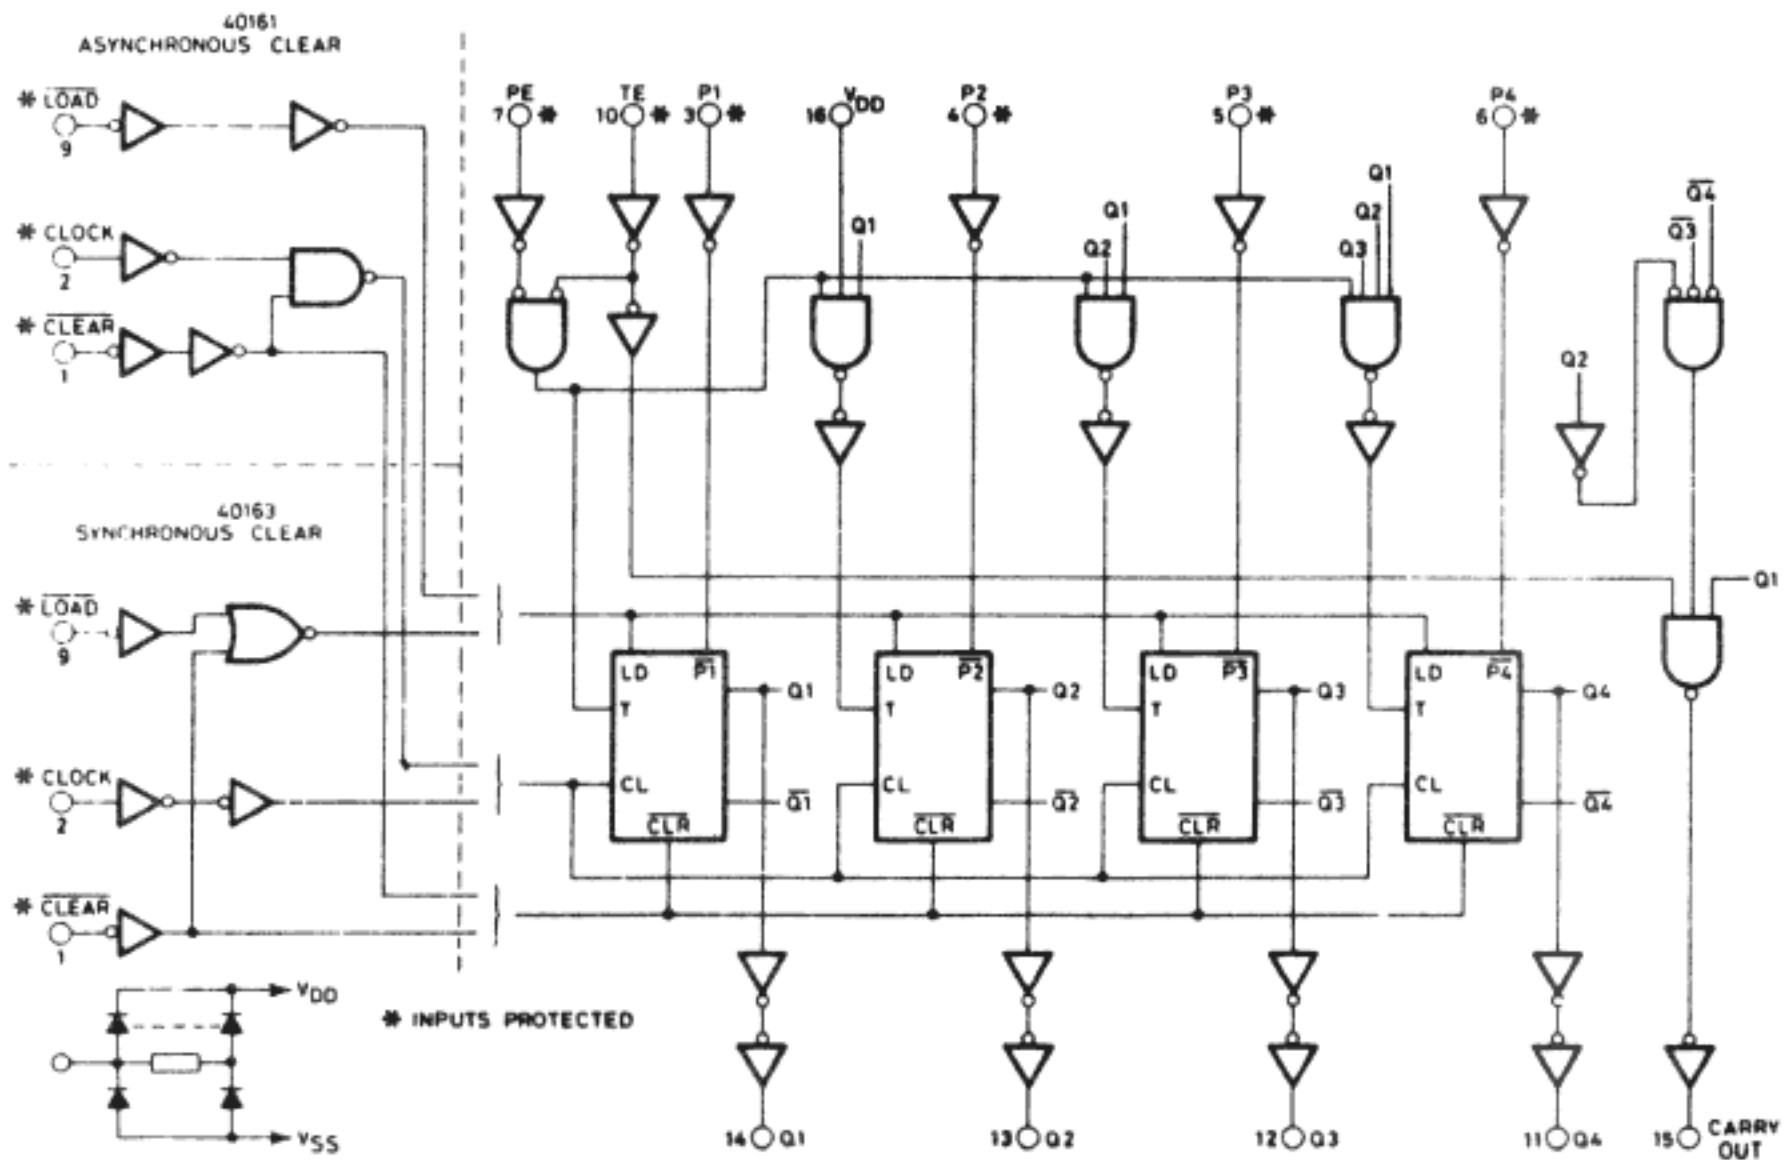 40161
ASYNCHRONOUS CLEAR
* LOAD
9
* CLOCK
2
* CLEAR
1
PE
7 *
TE
10 *
P1
3 *
VDD
16
P2
4 *
P3
5 *
P4
6 *
Q1
Q2
Q1
Q3
Q2
Q1
Q2
Q3
Q4
Q1
40163
SYNCHRONOUS CLEAR
* LOAD
9
* CLOCK
2
* CLEAR
1
LD P1
T
CL
CLR
Q1
Q1
LD P2
T
CL
CLR
Q2
Q2
LD P3
T
CL
CLR
Q3
Q3
LD P4
T
CL
CLR
Q4
Q4
VDD
VSS
* INPUTS PROTECTED
14 Q1
13 Q2
12 Q3
11 Q4
15 CARRY
OUT